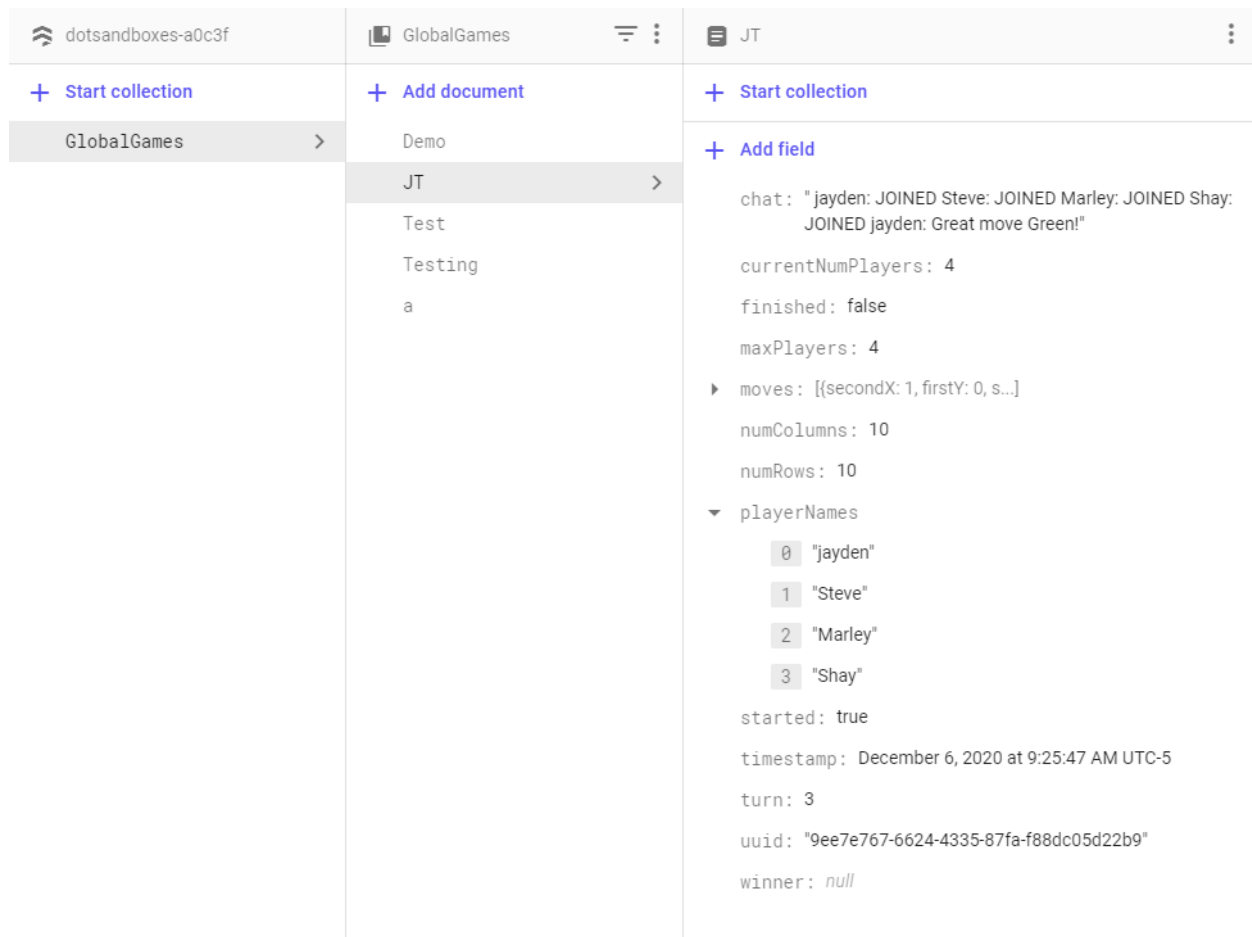 dotsandboxes-a0c3f
Start collection
GlobalGames
GlobalGames
Add document
Demo
JT
Test
Testing
a
JT
Start collection
Add field
chat: " jayden: JOINED Steve: JOINED Marley: JOINED Shay:
JOINED jayden: Great move Green!"
currentNumPlayers: 4
finished: false
maxPlayers: 4
moves: [{secondX: 1, firstY: 0, s...]
numColumns: 10
numRows: 10
playerNames
0 "jayden"
1 "Steve"
2 "Marley"
3 "Shay"
started: true
timestamp: December 6, 2020 at 9:25:47 AM UTC-5
turn: 3
uuid: "9ee7e767-6624-4335-87fa-f88dc05d22b9"
winner: null